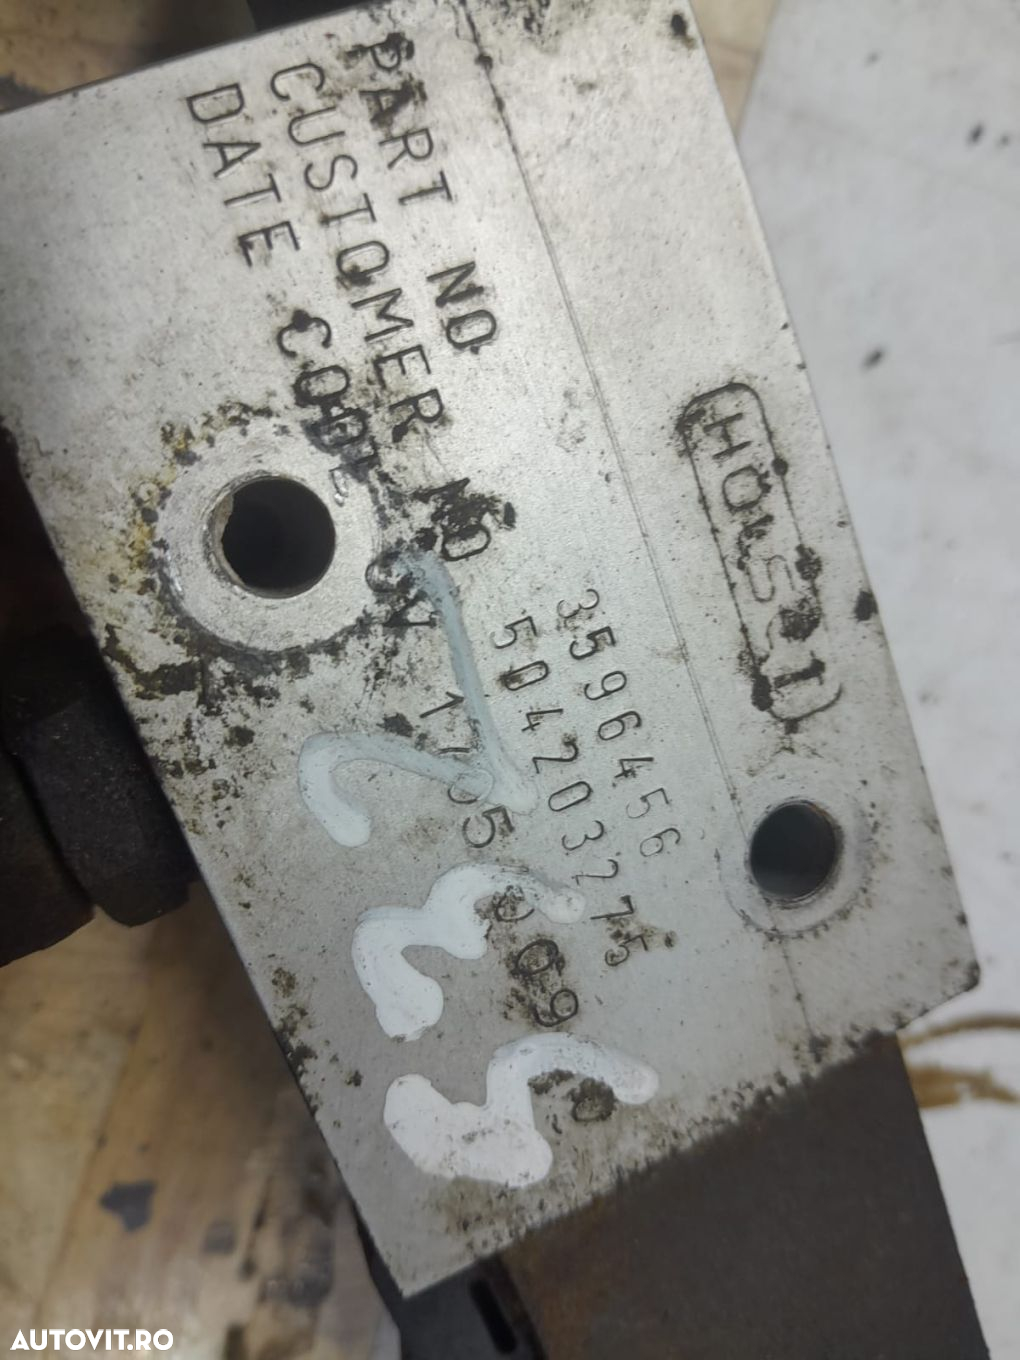 HOLSET
PART NO 3596456
CUSTOMER NO 504203275
DATE CODE
AUTOVIT.RO